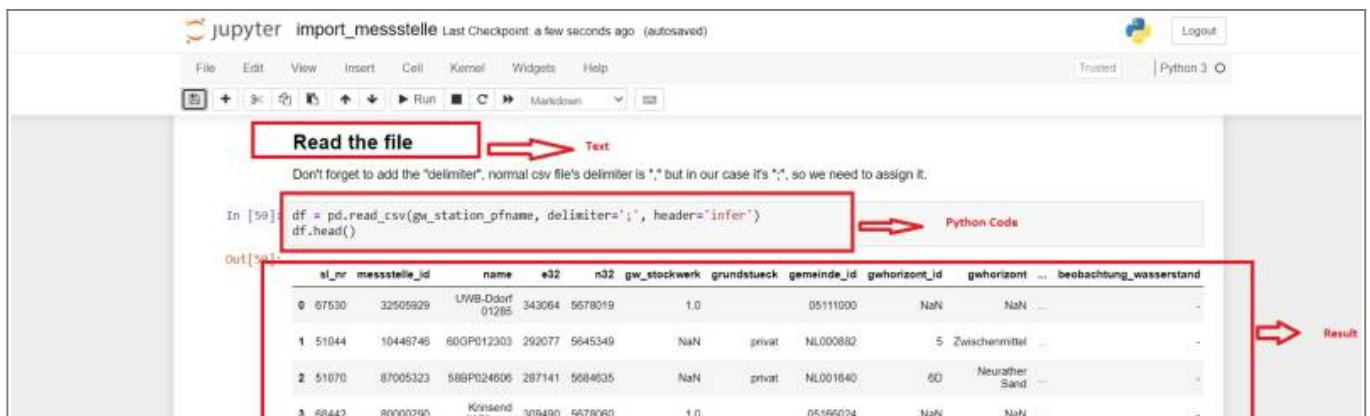 jupyter import_messstelle Last Checkpoint: a few seconds ago (autosaved)
Logout
File Edit View Insert Cell Kernel Widgets Help
Trusted Python 3
Run Markdown
Read the file
Text
Don't forget to add the "delimiter", normal csv file's delimiter is "," but in our case it's ";", so we need to assign it.
In [59]: df = pd.read_csv(gw_station_pfname, delimiter=';', header='infer')
df.head()
Python Code
Out[59]:
sl_nr messstelle_id name e32 n32 gw_stockwerk grundstueck gemeinde_id gwhorizont_id gwhorizont ... beobachtung_wasserstand
0 67530 32505929 UWB-Ddorf 01285 343064 5678019 1.0 05111000 NaN NaN ... -
1 51044 10446746 60GP012303 292077 5645349 NaN privat NL000882 5 Zwischenmittel ... -
Result
2 51070 87005323 58BP024606 287141 5684635 NaN privat NL001640 6D Neurather Sand ... -
3 68442 80000290 309490 5678060 1.0 05166024 NaN NaN ... -